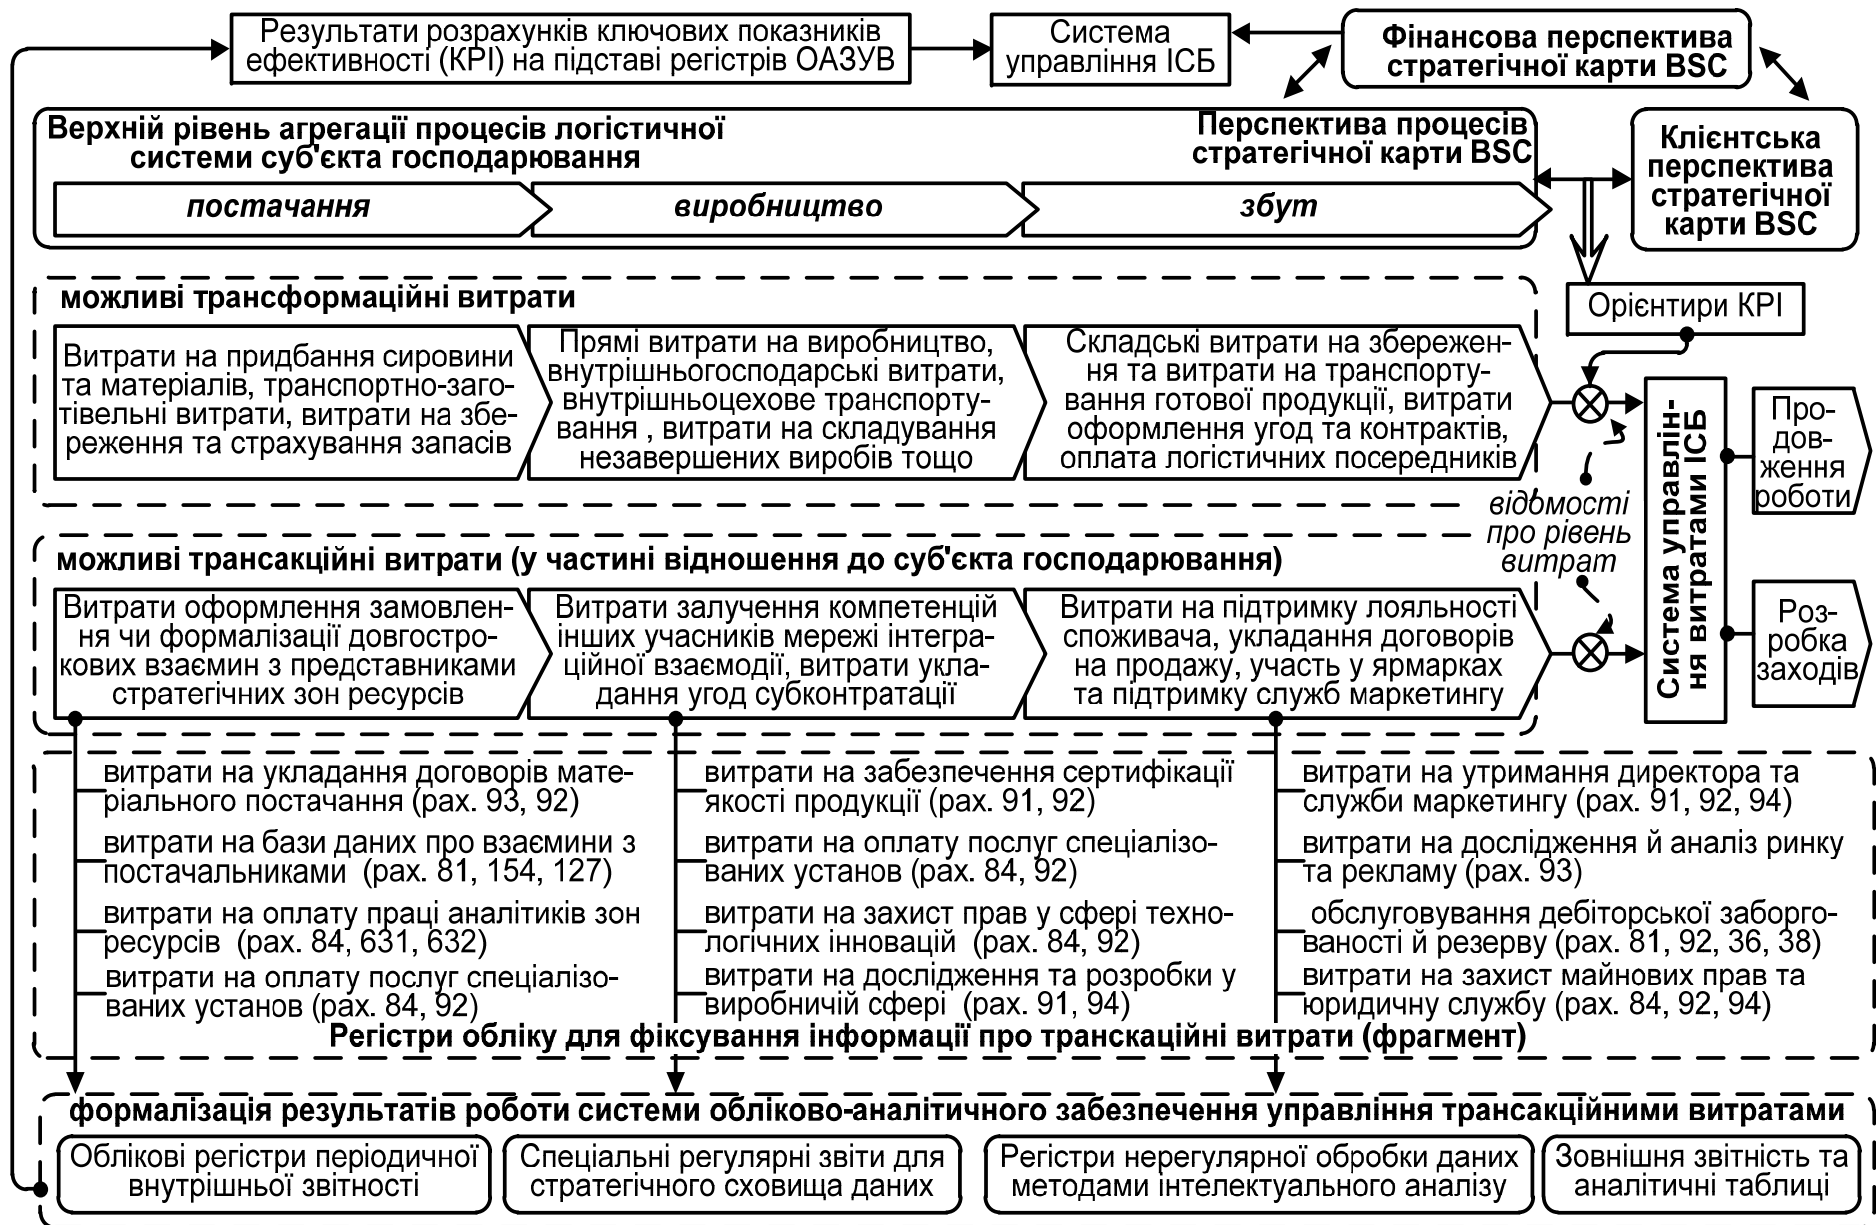 Результати розрахунків ключових показників
ефективності (КРІ) на підставі регістрів ОАЗУВ
Система
управління ІСБ
Фінансова перспектива
стратегічної карти BSC
Верхній рівень агрегації процесів логістичної
системи суб'єкта господарювання
Перспектива процесів
стратегічної карти BSC
Клієнтська
перспектива
стратегічної
карти BSC
постачання
виробництво
збут
можливі трансформаційні витрати
Орієнтири КРІ
Витрати на придбання сировини
та матеріалів, транспортно-заго-
тівельні витрати, витрати на збе-
реження та страхування запасів
Прямі витрати на виробництво,
внутрішньогосподарські витрати,
внутрішньоцехове транспорту-
вання , витрати на складування
незавершених виробів тощо
Складські витрати на збережен-
ня та витрати на транспорту-
вання готової продукції, витрати
оформлення угод та контрактів,
оплата логістичних посередників
відомості
про рівень
витрат
Система управлін-
ня витратами ІСБ
Про-
дов-
ження
роботи
Роз-
робка
заходів
можливі трансакційні витрати (у частині відношення до суб'єкта господарювання)
Витрати оформлення замовлен-
ня чи формалізації довгостро-
кових взаємин з представниками
стратегічних зон ресурсів
Витрати залучення компетенцій
інших учасників мережі інтегра-
ційної взаємодії, витрати укла-
дання угод субконтратації
Витрати на підтримку лояльності
споживача, укладання договорів
на продажу, участь у ярмарках
та підтримку служб маркетингу
витрати на укладання договорів мате-
ріального постачання (рах. 93, 92)
витрати на бази даних про взаємини з
постачальниками (рах. 81, 154, 127)
витрати на оплату праці аналітиків зон
ресурсів (рах. 84, 631, 632)
витрати на оплату послуг спеціалізо-
ваних установ (рах. 84, 92)
витрати на забезпечення сертифікації
якості продукції (рах. 91, 92)
витрати на оплату послуг спеціалізо-
ваних установ (рах. 84, 92)
витрати на захист прав у сфері техно-
логічних інновацій (рах. 84, 92)
витрати на дослідження та розробки у
виробничій сфері (рах. 91, 94)
витрати на утримання директора та
служби маркетингу (рах. 91, 92, 94)
витрати на дослідження й аналіз ринку
та рекламу (рах. 93)
обслуговування дебіторської заборго-
ваності й резерву (рах. 81, 92, 36, 38)
витрати на захист майнових прав та
юридичну службу (рах. 84, 92, 94)
Регістри обліку для фіксування інформації про транскаційні витрати (фрагмент)
формалізація результатів роботи системи обліково-аналітичного забезпечення управління трансакційними витратами
Облікові регістри періодичної
внутрішньої звітності
Спеціальні регулярні звіти для
стратегічного сховища даних
Регістри нерегулярної обробки даних
методами інтелектуального аналізу
Зовнішня звітність та
аналітичні таблиці